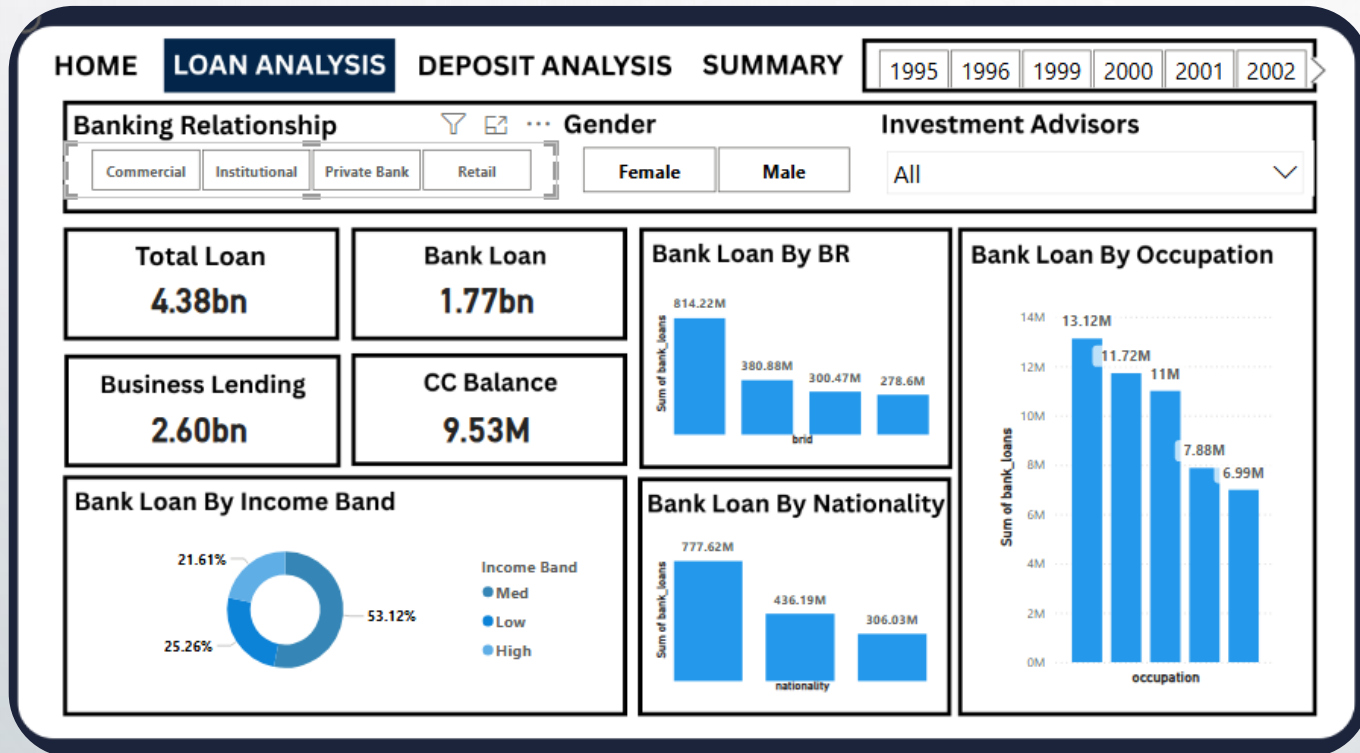 HOME LOAN ANALYSIS DEPOSIT ANALYSIS SUMMARY 1995 1996 1999 2000 2001 2002
Banking Relationship ... Gender Investment Advisors
Commercial Institutional Private Bank Retail Female Male All
Total Loan
4.38bn
Bank Loan
1.77bn
Business Lending
2.60bn
CC Balance
9.53M
Bank Loan By BR
Sum of bank_loans
814.22M
380.88M
300.47M
278.6M
brid
Bank Loan By Occupation
Sum of bank_loans
14M
12M
10M
8M
6M
4M
2M
0M
13.12M
11.72M
11M
7.88M
6.99M
occupation
Bank Loan By Income Band
21.61%
53.12%
25.26%
Income Band
Med
Low
High
Bank Loan By Nationality
Sum of bank_loans
777.62M
436.19M
306.03M
nationality